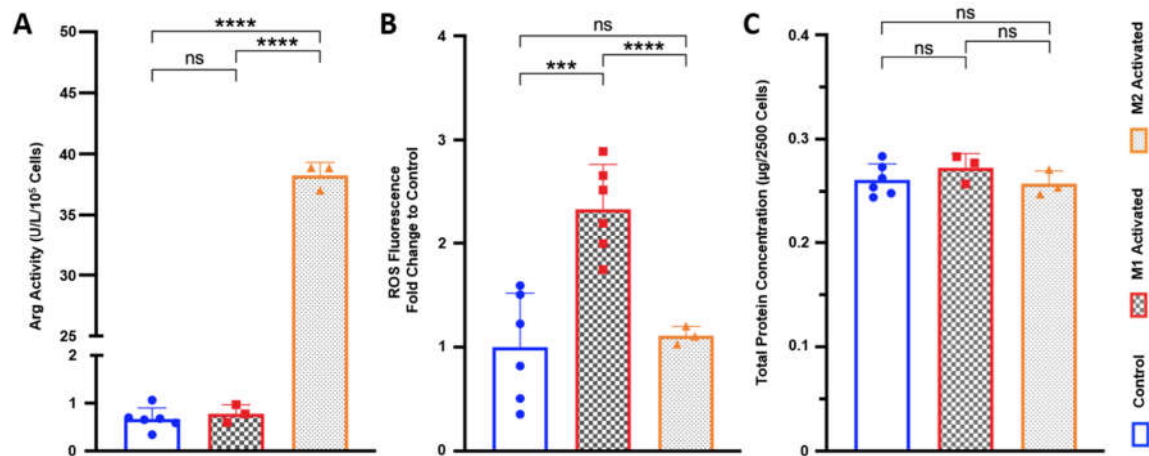 A
Arg Activity (U/L/10⁵ Cells)
50
45
40
35
30
25
2
1
0
****
ns
****
B
ROS Fluorescence
Fold Change to Control
4
3
2
1
0
ns
***
****
C
Total Protein Concentration (µg/2500 Cells)
0.4
0.3
0.2
0.1
0
ns
ns
ns
Control
M1 Activated
M2 Activated